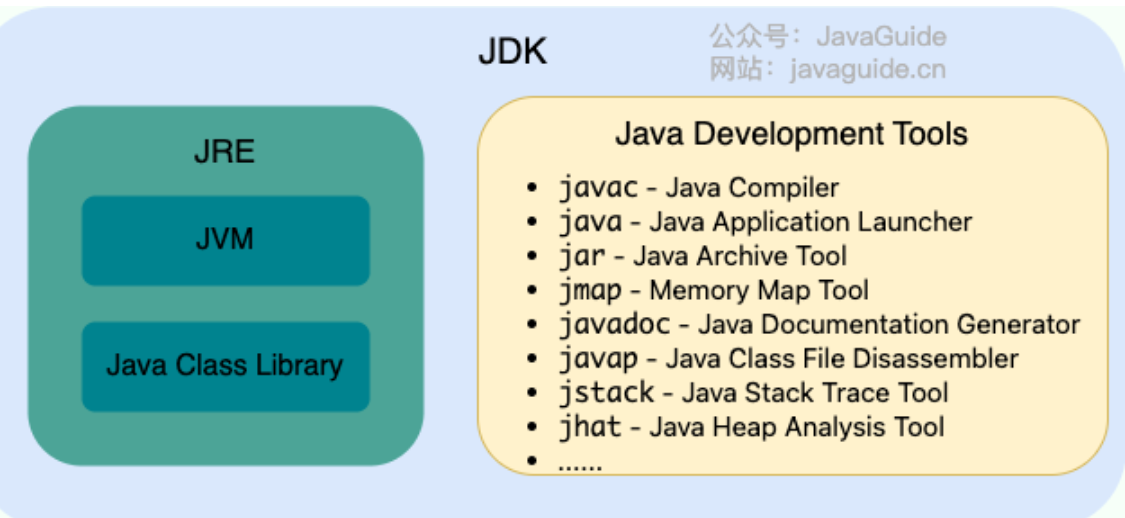 JDK
公众号：JavaGuide
网站：javaguide.cn
JRE
JVM
Java Class Library
Java Development Tools
• javac - Java Compiler
• java - Java Application Launcher
• jar - Java Archive Tool
• jmap - Memory Map Tool
• javadoc - Java Documentation Generator
• javap - Java Class File Disassembler
• jstack - Java Stack Trace Tool
• jhat - Java Heap Analysis Tool
• ......